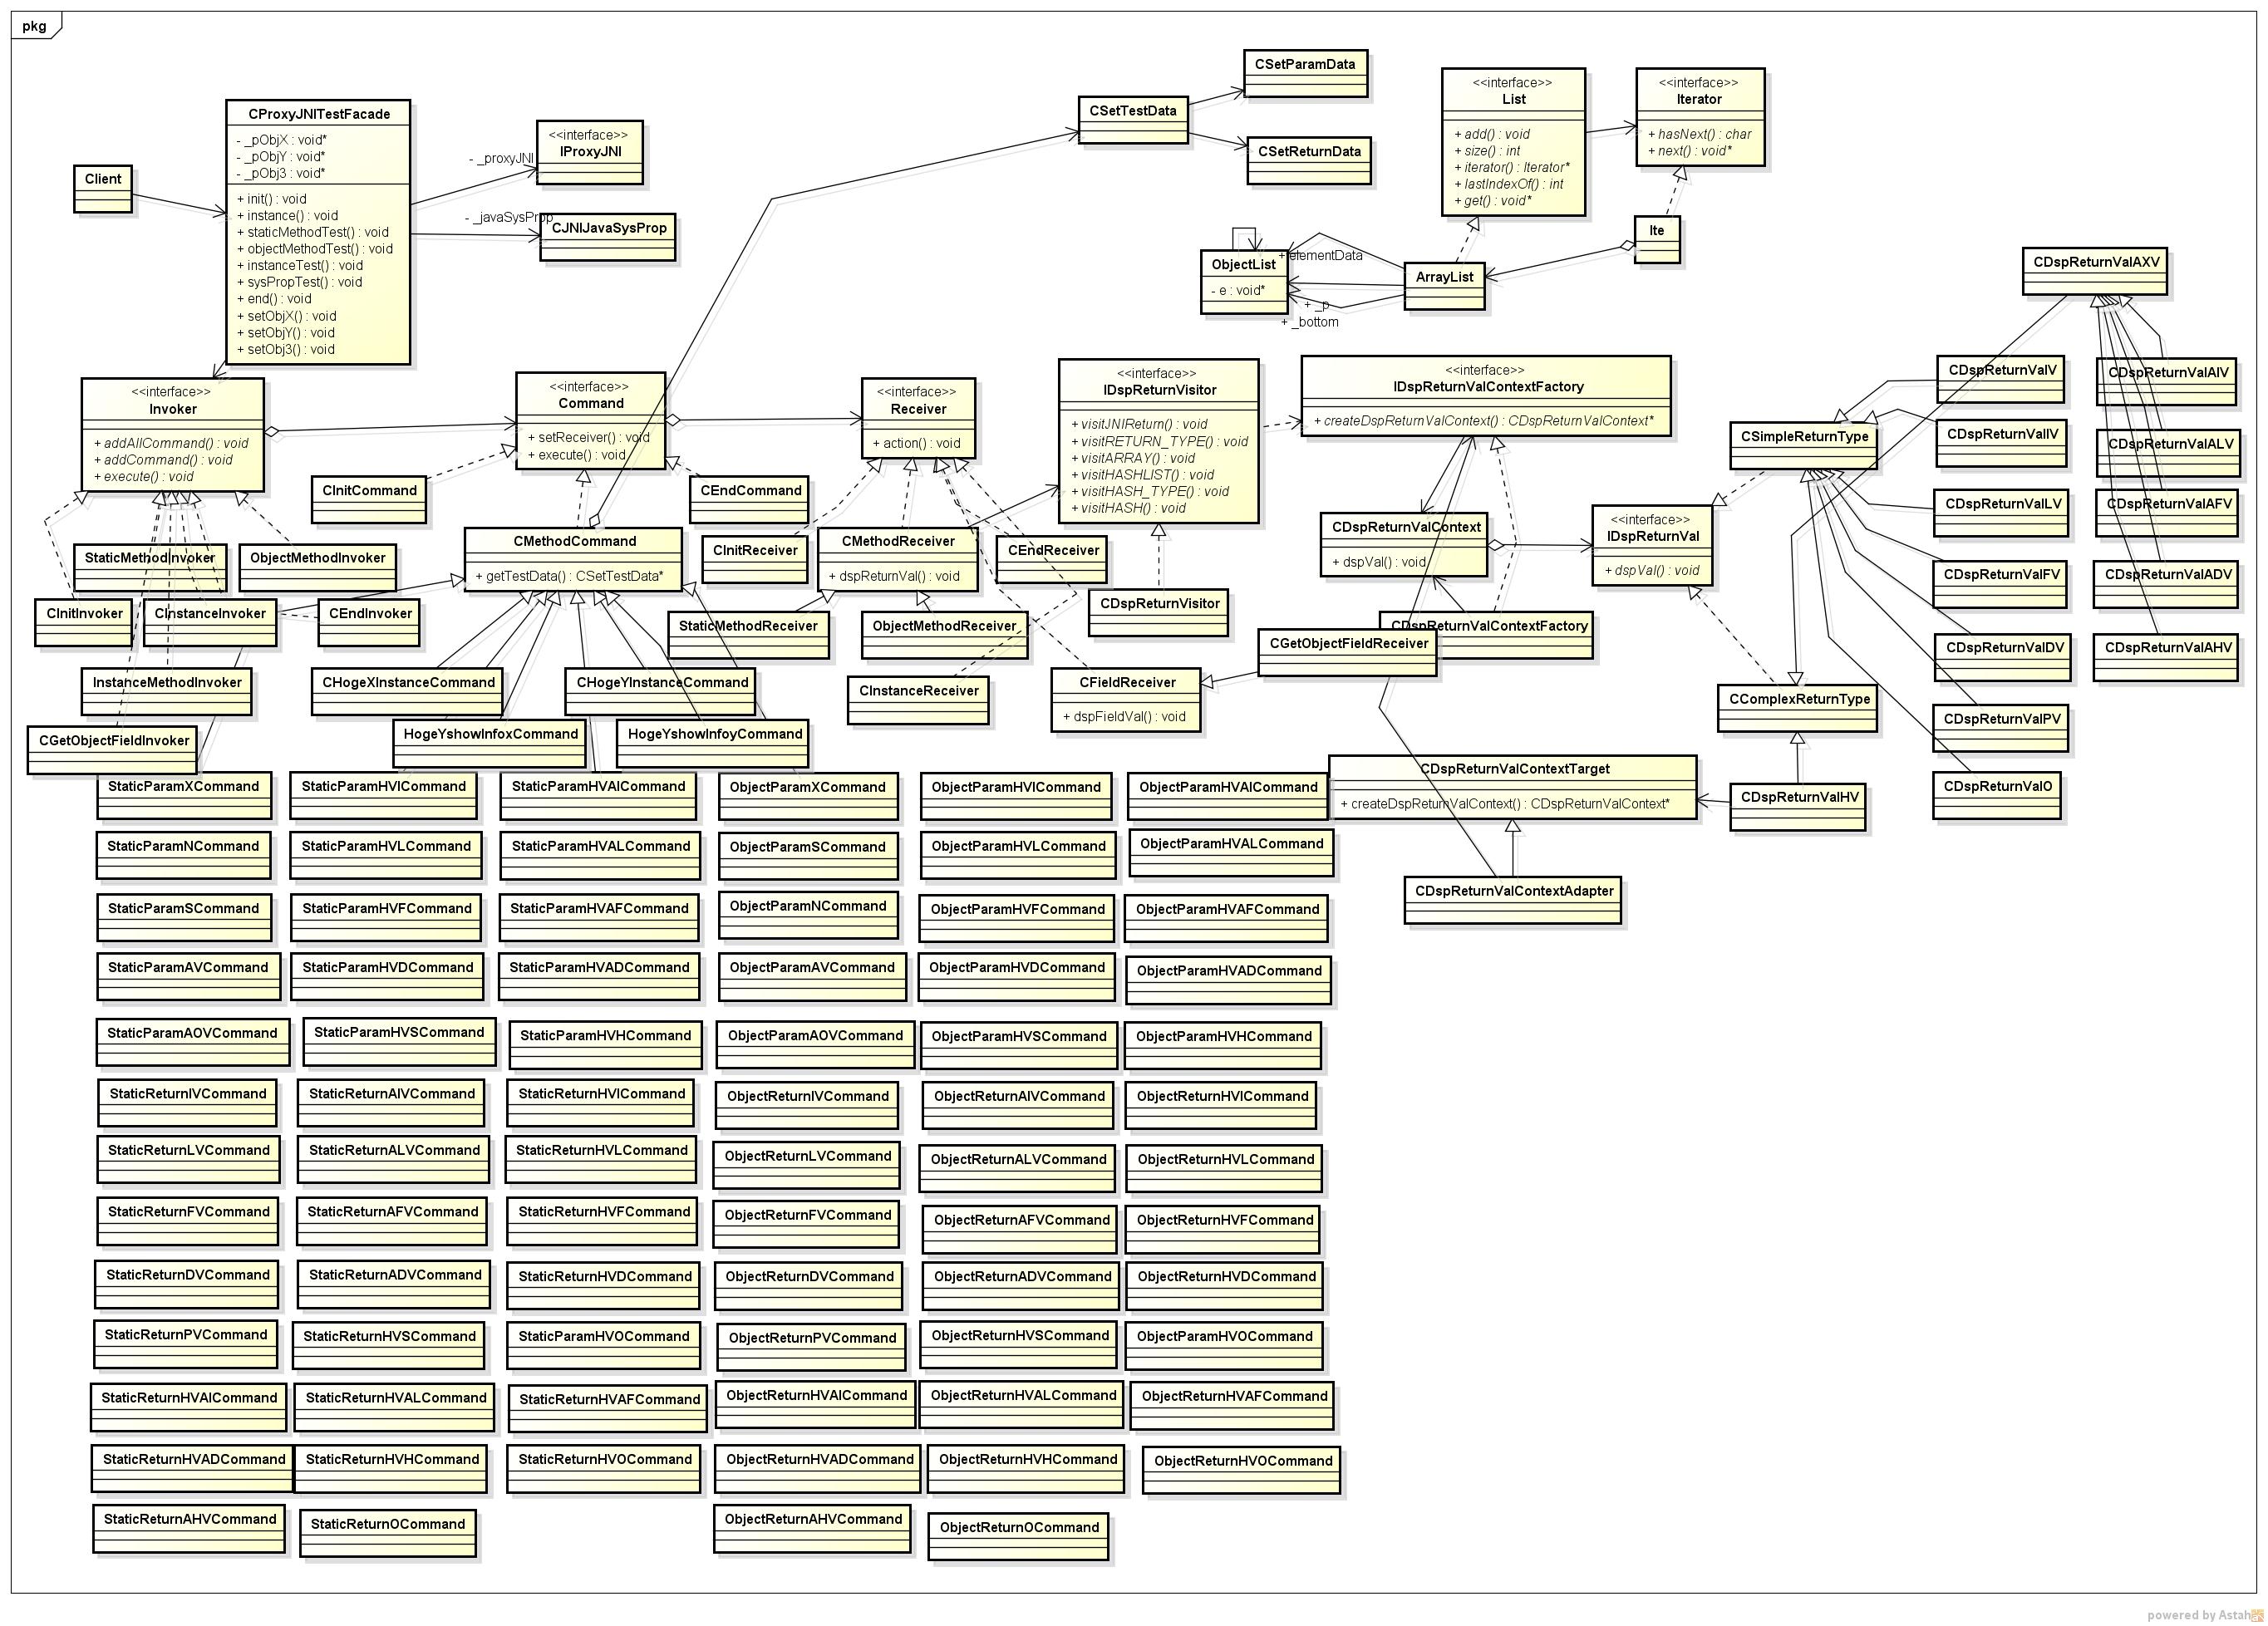 pkg
CProxyJNITestFacade
- _pObjX : void*
- _pObjY : void*
- _pObj3 : void*
+ init() : void
+ instance() : void
+ staticMethodTest() : void
+ objectMethodTest() : void
+ instanceTest() : void
+ sysPropTest() : void
+ end() : void
+ setObjX() : void
+ setObjY() : void
+ setObj3() : void
Client
- _proxyJNI
<<interface>>
IProxyJNI
- _javaSysProp
CJNIJavaSysProp
CSetParamData
CSetTestData
CSetReturnData
<<interface>>
List
+ add() : void
+ size() : int
+ iterator() : Iterator*
+ lastIndexOf() : int
+ get() : void*
<<interface>>
Iterator
+ hasNext() : char
+ next() : void*
Ite
ObjectList
- e : void*
+ elementData
+ _p
+ _bottom
ArrayList
CDspReturnValAXV
<<interface>>
Invoker
+ addAllCommand() : void
+ addCommand() : void
+ execute() : void
<<interface>>
Command
+ setReceiver() : void
+ execute() : void
<<interface>>
Receiver
+ action() : void
<<interface>>
IDspReturnVisitor
+ visitJNIReturn() : void
+ visitRETURN_TYPE() : void
+ visitARRAY() : void
+ visitHASHLIST() : void
+ visitHASH_TYPE() : void
+ visitHASH() : void
<<interface>>
IDspReturnValContextFactory
+ createDspReturnValContext() : CDspReturnValContext*
CSimpleReturnType
CDspReturnValV
CDspReturnValAIV
CDspReturnValIV
CDspReturnValALV
CDspReturnValLV
CDspReturnValAFV
CDspReturnValFV
CDspReturnValADV
CDspReturnValDV
CDspReturnValAHV
CDspReturnValPV
CDspReturnValO
CInitCommand
CEndCommand
CMethodCommand
+ getTestData() : CSetTestData*
CInitReceiver
CMethodReceiver
+ dspReturnVal() : void
CEndReceiver
CDspReturnValContext
+ dspVal() : void
<<interface>>
IDspReturnVal
+ dspVal() : void
StaticMethodInvoker
ObjectMethodInvoker
CInitInvoker
CInstanceInvoker
CEndInvoker
StaticMethodReceiver
ObjectMethodReceiver
CDspReturnVisitor
CDspReturnValContextFactory
CGetObjectFieldReceiver
InstanceMethodInvoker
CHogeXInstanceCommand
CHogeYInstanceCommand
CInstanceReceiver
CFieldReceiver
+ dspFieldVal() : void
CComplexReturnType
CGetObjectFieldInvoker
HogeYshowInfoxCommand
HogeYshowInfoyCommand
CDspReturnValContextTarget
+ createDspReturnValContext() : CDspReturnValContext*
CDspReturnValHV
CDspReturnValContextAdapter
StaticParamXCommand
StaticParamHVICommand
StaticParamHVAICommand
ObjectParamXCommand
ObjectParamHVICommand
ObjectParamHVAICommand
StaticParamNCommand
StaticParamHVLCommand
StaticParamHVALCommand
ObjectParamSCommand
ObjectParamHVLCommand
ObjectParamHVALCommand
StaticParamSCommand
StaticParamHVFCommand
StaticParamHVAFCommand
ObjectParamNCommand
ObjectParamHVFCommand
ObjectParamHVAFCommand
StaticParamAVCommand
StaticParamHVDCommand
StaticParamHVADCommand
ObjectParamAVCommand
ObjectParamHVDCommand
ObjectParamHVADCommand
StaticParamAOVCommand
StaticParamHVSCommand
StaticParamHVHCommand
ObjectParamAOVCommand
ObjectParamHVSCommand
ObjectParamHVHCommand
StaticReturnIVCommand
StaticReturnAIVCommand
StaticReturnHVICommand
ObjectReturnIVCommand
ObjectReturnAIVCommand
ObjectReturnHVICommand
StaticReturnLVCommand
StaticReturnALVCommand
StaticReturnHVLCommand
ObjectReturnLVCommand
ObjectReturnALVCommand
ObjectReturnHVLCommand
StaticReturnFVCommand
StaticReturnAFVCommand
StaticReturnHVFCommand
ObjectReturnFVCommand
ObjectReturnAFVCommand
ObjectReturnHVFCommand
StaticReturnDVCommand
StaticReturnADVCommand
StaticReturnHVDCommand
ObjectReturnDVCommand
ObjectReturnADVCommand
ObjectReturnHVDCommand
StaticReturnPVCommand
StaticReturnHVSCommand
StaticParamHVOCommand
ObjectReturnPVCommand
ObjectReturnHVSCommand
ObjectParamHVOCommand
StaticReturnHVAICommand
StaticReturnHVALCommand
StaticReturnHVAFCommand
ObjectReturnHVAICommand
ObjectReturnHVALCommand
ObjectReturnHVAFCommand
StaticReturnHVADCommand
StaticReturnHVHCommand
StaticReturnHVOCommand
ObjectReturnHVADCommand
ObjectReturnHVHCommand
ObjectReturnHVOCommand
StaticReturnAHVCommand
StaticReturnOCommand
ObjectReturnAHVCommand
ObjectReturnOCommand
powered by Astah